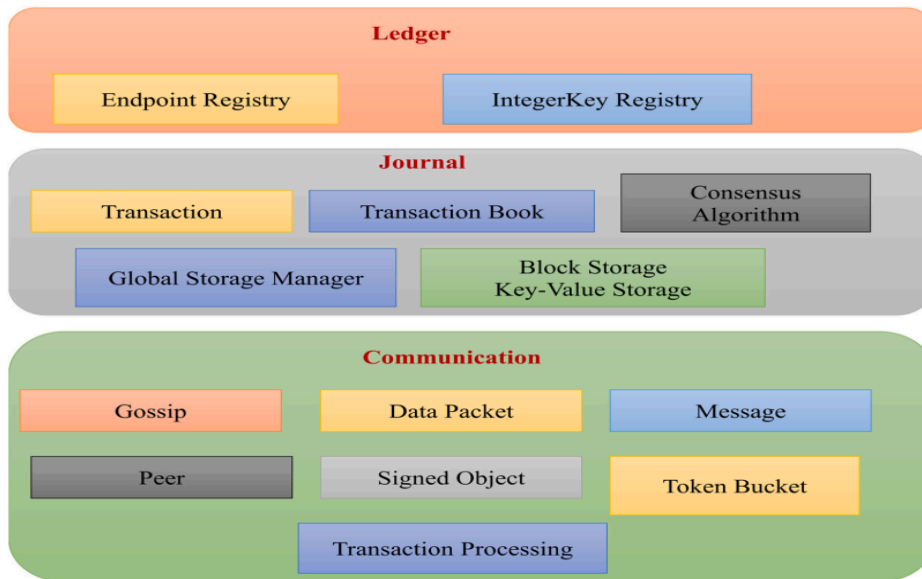 Ledger
Endpoint Registry
IntegerKey Registry
Journal
Transaction
Transaction Book
Consensus
Algorithm
Global Storage Manager
Block Storage
Key-Value Storage
Communication
Gossip
Data Packet
Message
Peer
Signed Object
Token Bucket
Transaction Processing